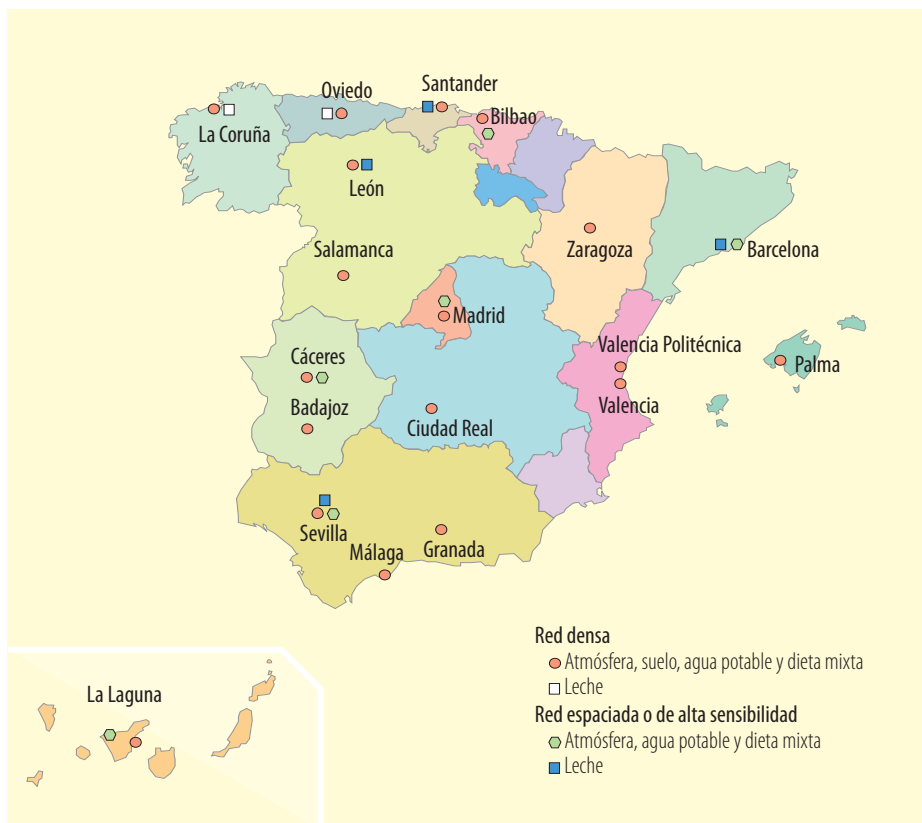 Santander
Oviedo
Bilbao
La Coruña
León
Salamanca
Zaragoza
Barcelona
Madrid
Valencia Politécnica
Cáceres
Palma
Badajoz
Valencia
Ciudad Real
Sevilla
Granada
Málaga
Red densa
Atmósfera, suelo, agua potable y dieta mixta
Leche
Red espaciada o de alta sensibilidad
Atmósfera, agua potable y dieta mixta
Leche
La Laguna